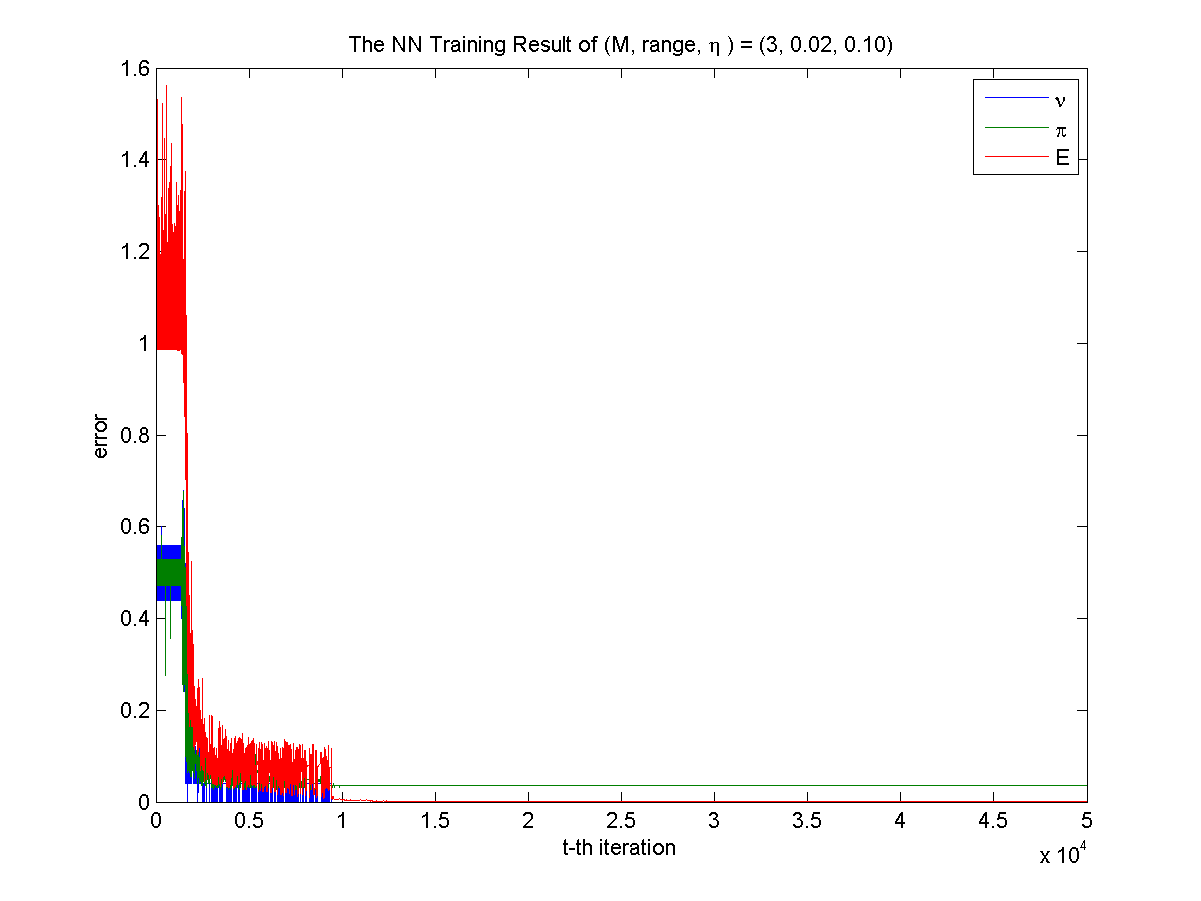 The NN Training Result of (M, range, η ) = (3, 0.02, 0.10)
1.6
1.4
1.2
1
0.8
0.6
0.4
0.2
0
error
ν
π
E
0 0.5 1 1.5 2 2.5 3 3.5 4 4.5 5
t-th iteration
x 10^4